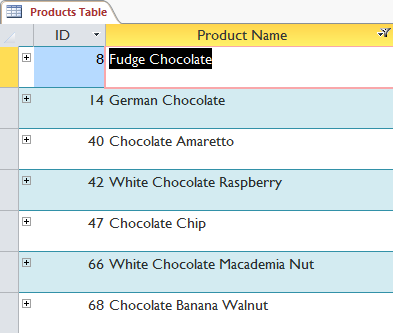 Products Table
ID Product Name
8 Fudge Chocolate
14 German Chocolate
40 Chocolate Amaretto
42 White Chocolate Raspberry
47 Chocolate Chip
66 White Chocolate Macademia Nut
68 Chocolate Banana Walnut